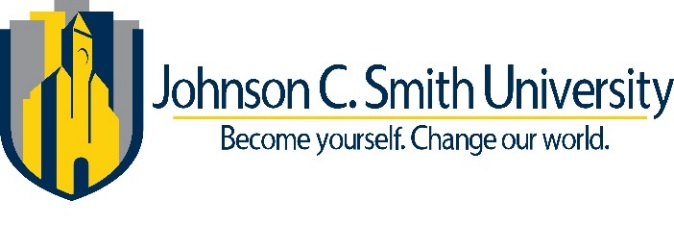 Johnson C. Smith University
Become yourself. Change our world.